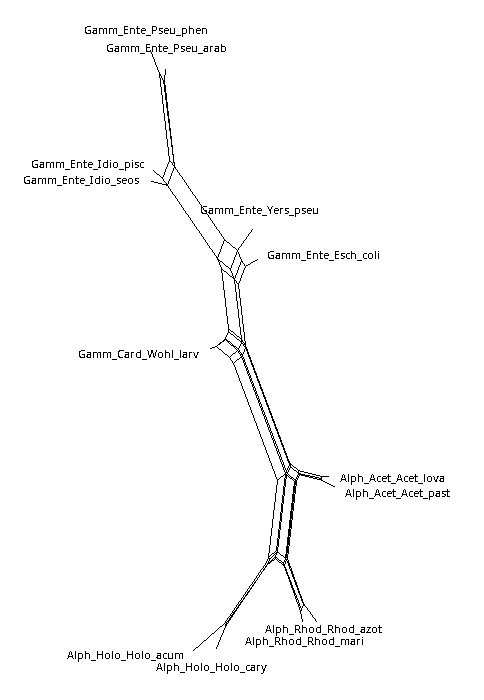 Gamm_Ente_Pseu_phen
Gamm_Ente_Pseu_arab
Gamm_Ente_Idio_pisc
Gamm_Ente_Idio_seos
Gamm_Ente_Yers_pseu
Gamm_Ente_Esch_coli
Gamm_Card_Wohl_larv
Alph_Acet_Acet_lova
Alph_Acet_Acet_past
Alph_Rhod_Rhod_azot
Alph_Rhod_Rhod_mari
Alph_Holo_Holo_acum
Alph_Holo_Holo_cary